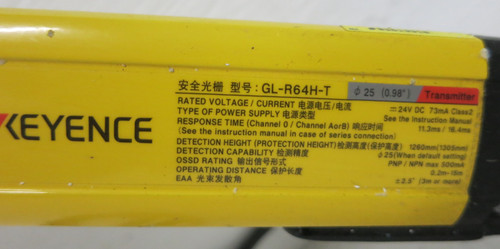 KEYENCE
安全光栅 型号: GL-R64H-T
Φ25 (0.98") Transmitter
RATED VOLTAGE / CURRENT 电源电压/电流 24V DC 73mA Class2
TYPE OF POWER SUPPLY 电源类型 See the Instruction Manual
RESPONSE TIME (Channel 0 / Channel AorB) 响应时间 11.3ms / 16.4ms
(See the instruction manual in case of series connection)
DETECTION HEIGHT (PROTECTION HEIGHT) 检测高度(保护高度) 1260mm(1305mm)
DETECTION CAPABILITY 检测精度 Φ25(When default setting)
OSSD RATING 输出信号形式 PNP / NPN max 500mA
OPERATING DISTANCE 保护长度 0.2m-15m
EAA 光束发散角 ±2.5° (3m or more)